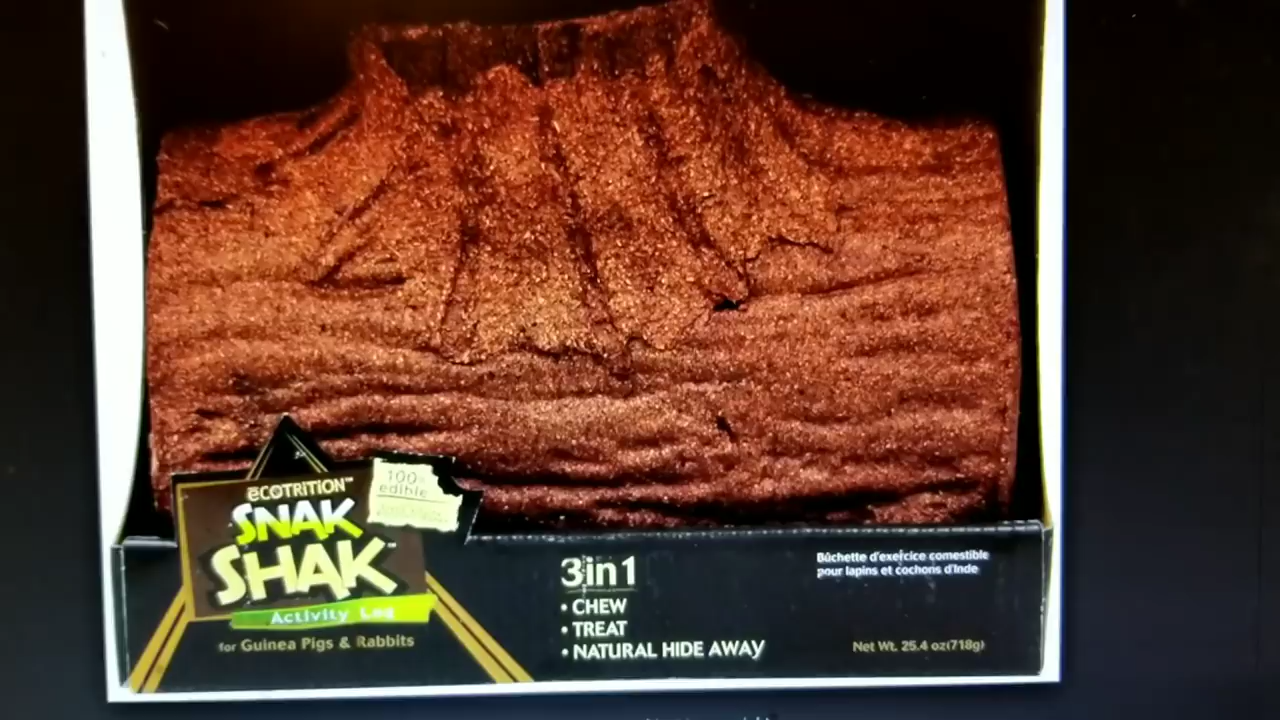 eCOTRITION™
SNAK
SHAK™
Activity Log
for Guinea Pigs & Rabbits
100%
edible
3in1
• CHEW
• TREAT
• NATURAL HIDE AWAY
Bûchette d'exercice comestible
pour lapins et cochons d'Inde
Net Wt. 25.4 oz(718g)